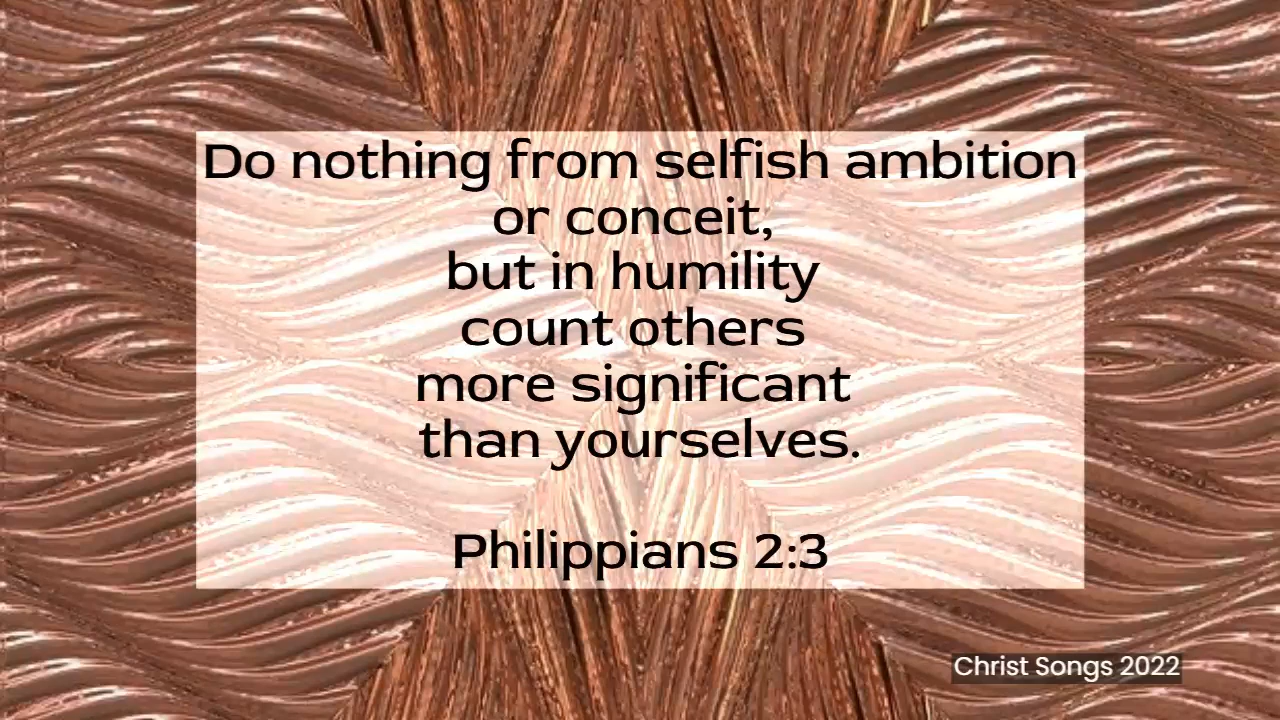 Do nothing from selfish ambition
or conceit,
but in humility
count others
more significant
than yourselves.
Philippians 2:3
Christ Songs 2022